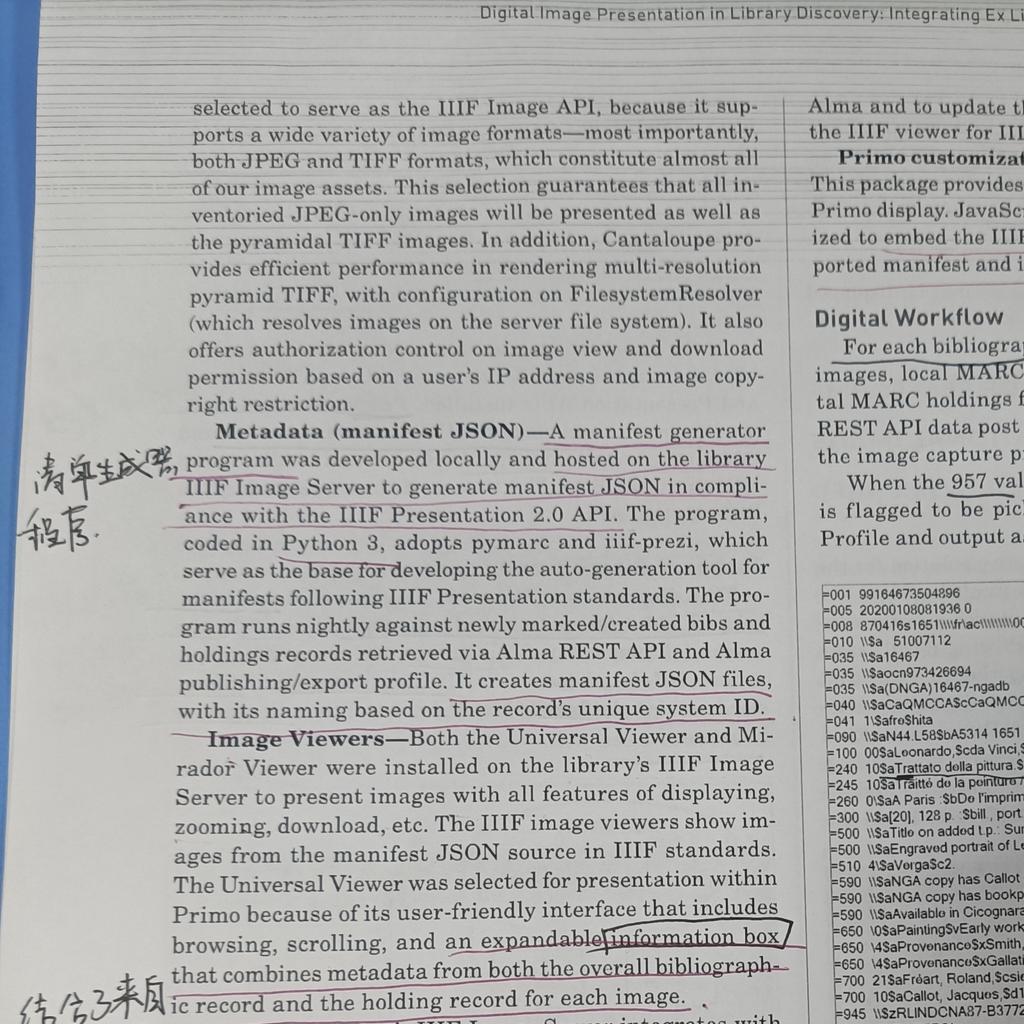 Digital Image Presentation in Library Discovery: Integrating Ex Li
selected to serve as the IIIF Image API, because it sup-
ports a wide variety of image formats—most importantly,
both JPEG and TIFF formats, which constitute almost all
of our image assets. This selection guarantees that all in-
ventoried JPEG-only images will be presented as well as
the pyramidal TIFF images. In addition, Cantaloupe pro-
vides efficient performance in rendering multi-resolution
pyramid TIFF, with configuration on FilesystemResolver
(which resolves images on the server file system). It also
offers authorization control on image view and download
permission based on a user's IP address and image copy-
right restriction.
Metadata (manifest JSON)—A manifest generator
program was developed locally and hosted on the library
IIIF Image Server to generate manifest JSON in compli-
ance with the IIIF Presentation 2.0 API. The program,
coded in Python 3, adopts pymarc and iiif-prezi, which
serve as the base for developing the auto-generation tool for
manifests following IIIF Presentation standards. The pro-
gram runs nightly against newly marked/created bibs and
holdings records retrieved via Alma REST API and Alma
publishing/export profile. It creates manifest JSON files,
with its naming based on the record's unique system ID.
Image Viewers—Both the Universal Viewer and Mi-
rador Viewer were installed on the library's IIIF Image
Server to present images with all features of displaying,
zooming, download, etc. The IIIF image viewers show im-
ages from the manifest JSON source in IIIF standards.
The Universal Viewer was selected for presentation within
Primo because of its user-friendly interface that includes
browsing, scrolling, and an expandable information box
that combines metadata from both the overall bibliograph-
ic record and the holding record for each image.
清单生成器
程序.
结合了来自
Alma and to update t
the IIIF viewer for III
Primo customizat
This package provides
Primo display. JavaSc
ized to embed the IIIF
ported manifest and i
Digital Workflow
For each bibliogra
images, local MARC
tal MARC holdings f
REST API data post
the image capture p
When the 957 val
is flagged to be pic
Profile and output a
=001 99164673504896
=005 20200108081936 0
=008 870416s1651\\\\fr\ac\\\\\\\\\00
=010 \\$a 51007112
=035 \\$a16467
=035 \\$aocn973426694
=035 \\$a(DNGA)16467-ngadb
=040 \\$aCaQMCCA$cCaQMCC
=041 1\$afre$hita
=090 \\$aN44.L58$bA5314 1651
=100 00$aLeonardo,$cda Vinci,$
=240 10$aTrattato della pittura.$
=245 10$aTraitté de la peinture /
=260 0\$aA Paris :$bDe l'imprim
=300 \\$a[20], 128 p. :$bill., port
=500 \\$aTitle on added t.p.: Sur
=500 \\$aEngraved portrait of Le
=510 4\$aVerga$c2.
=590 \\$aNGA copy has Callot
=590 \\$aNGA copy has bookp
=590 \\$aAvailable in Cicognara
=650 \0$aPainting$vEarly work
=650 \4$aProvenance$xSmith,
=650 \4$aProvenance$xGallati
=700 21$aFréart, Roland,$csie
=700 10$aCallot, Jacques,$d1
=945 \\$zRLINDCNA87-B3772